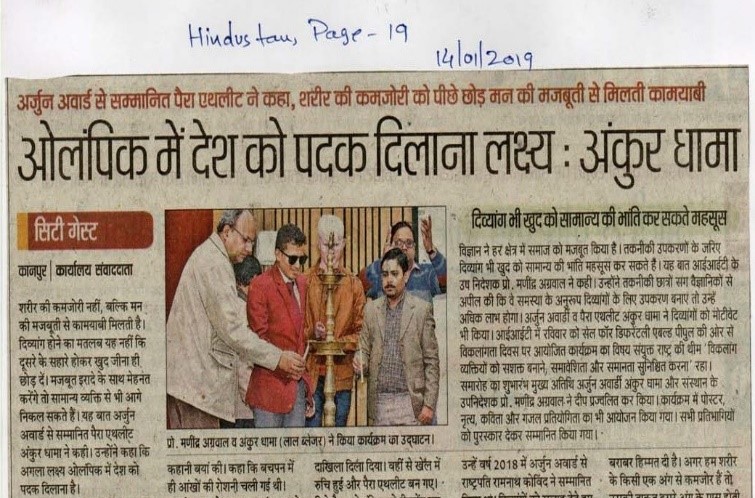 Hindustan, Page - 19
14/01/2019
अर्जुन अवार्ड से सम्मानित पैरा एथलीट ने कहा, शरीर की कमजोरी को पीछे छोड़ मन की मजबूती से मिलती कामयाबी
ओलंपिक में देश को पदक दिलाना लक्ष्य : अंकुर धामा
सिटी गेस्ट
कानपुर | कार्यालय संवाददाता
शरीर की कमजोरी नहीं, बल्कि मन
की मजबूती से कामयाबी मिलती है।
दिव्यांग होने का मतलब यह नहीं कि
दूसरे के सहारे होकर खुद जीना ही
छोड़ दें। मजबूत इरादे के साथ मेहनत
करेंगे तो सामान्य व्यक्ति से भी आगे
निकल सकते हैं। यह बात अर्जुन
अवार्ड से सम्मानित पैरा एथलीट
अंकुर धामा ने कही। उन्होंने कहा कि
अगला लक्ष्य ओलंपिक में देश को
पदक दिलाना है।
प्रो. मणींद्र अग्रवाल व अंकुर धामा (लाल ब्लेजर) ने किया कार्यक्रम का उद्घाटन।
कहानी बयां की। कहा कि बचपन में
ही आंखों की रोशनी चली गई थी।
दाखिला दिला दिया। वहीं से खेल में
रुचि हुई और पैरा एथलीट बन गए।
दिव्यांग भी खुद को सामान्य की भांति कर सकते महसूस
विज्ञान ने हर क्षेत्र में समाज को मजबूत किया है। तकनीकी उपकरणों के जरिए
दिव्यांग भी खुद को सामान्य की भांति महसूस कर सकते हैं। यह बात आईआईटी के
उप निदेशक प्रो. मणींद्र अग्रवाल ने कही। उन्होंने तकनीकी छात्रों संग वैज्ञानिकों से
अपील की कि वे समस्या के अनुरूप दिव्यांगों के लिए उपकरण बनाएं तो उन्हें
अधिक लाभ होगा। अर्जुन अवार्डी व पैरा एथलीट अंकुर धामा ने दिव्यांगों को मोटीवेट
भी किया। आईआईटी में रविवार को सेल फॉर डिफरेंटली एबल्ड पीपुल की ओर से
विकलांगता दिवस पर आयोजित कार्यक्रम का विषय संयुक्त राष्ट्र की थीम 'विकलांग
व्यक्तियों को सशक्त बनाने, समावेशिता और समानता सुनिश्चित करना' रहा।
समारोह का शुभारंभ मुख्य अतिथि अर्जुन अवार्डी अंकुर धामा और संस्थान के
उपनिदेशक प्रो. मणींद्र अग्रवाल ने दीप प्रज्वलित कर किया। कार्यक्रम में पोस्टर,
नृत्य, कविता और गजल प्रतियोगिता का भी आयोजन किया गया। सभी प्रतिभागियों
को पुरस्कार देकर सम्मानित किया गया।
उन्हें वर्ष 2018 में अर्जुन अवार्ड से
राष्ट्रपति रामनाथ कोविंद ने सम्मानित
बराबर हिम्मत दी है। अगर हम शरीर
के किसी एक अंग से कमजोर हैं तो